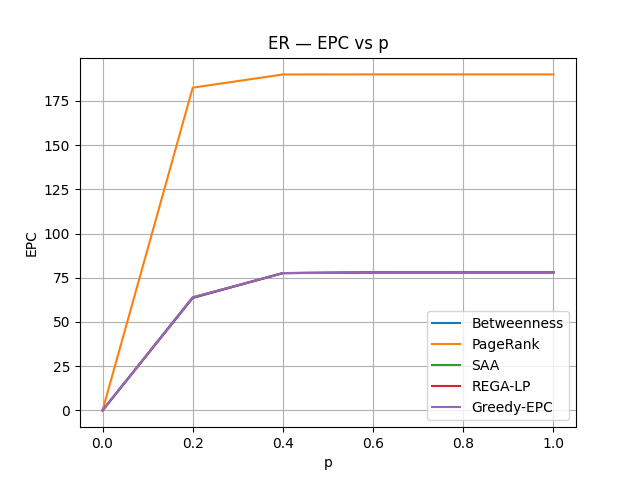 ER — EPC vs p
EPC
175
150
125
100
75
50
25
0
0.0 0.2 0.4 0.6 0.8 1.0
p
Betweenness
PageRank
SAA
REGA-LP
Greedy-EPC